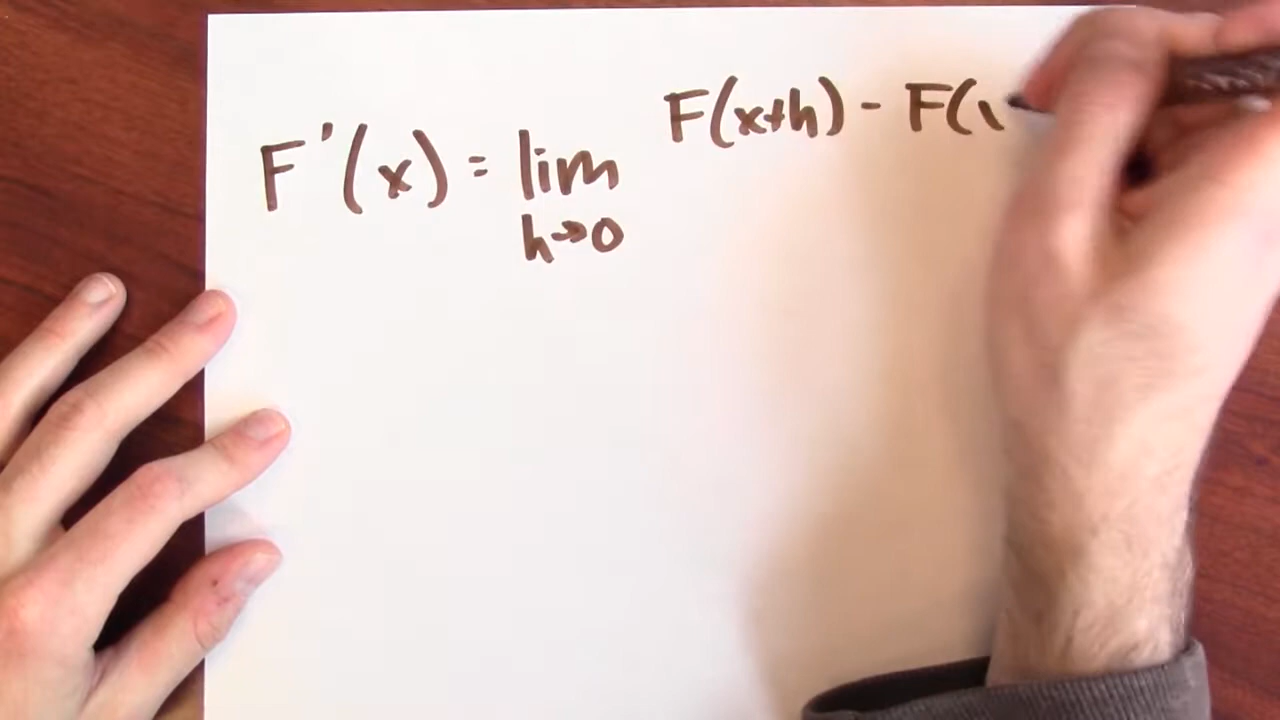 F'(x) = lim F(x+h) - F(
h→0